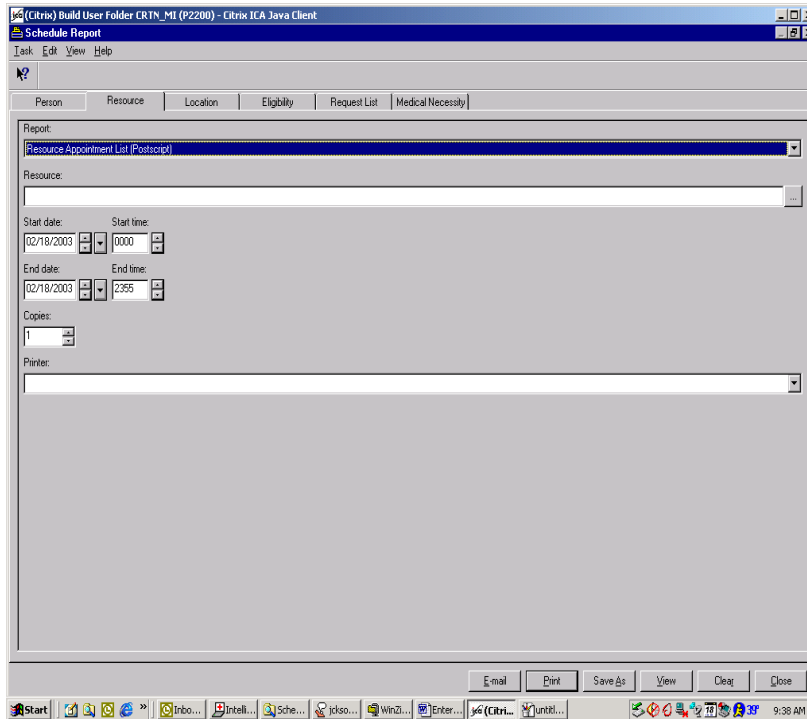 (Citrix) Build User Folder CRTN_MI (P2200) - Citrix ICA Java Client
Schedule Report
Task Edit View Help
Person Resource Location Eligibility Request List Medical Necessity
Report:
Resource Appointment List (Postscript)
Resource:
...
Start date: Start time:
02/18/2003 0000
End date: End time:
02/18/2003 2355
Copies:
1
Printer:
E-mail Print Save As View Clear Close
Start » Inbo... Intelli... Sche... jckso... WinZi... Enter... (Citri... untitl... 18 39° 9:38 AM